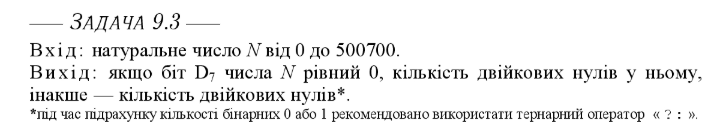 — ЗАДАЧА 9.3 —
Вхід: натуральне число N від 0 до 500700.
Вихід: якщо біт D₇ числа N рівний 0, кількість двійкових нулів у ньому,
інакше — кількість двійкових нулів*.
*під час підрахунку кількості бінарних 0 або 1 рекомендовано використати тернарний оператор « ? : ».